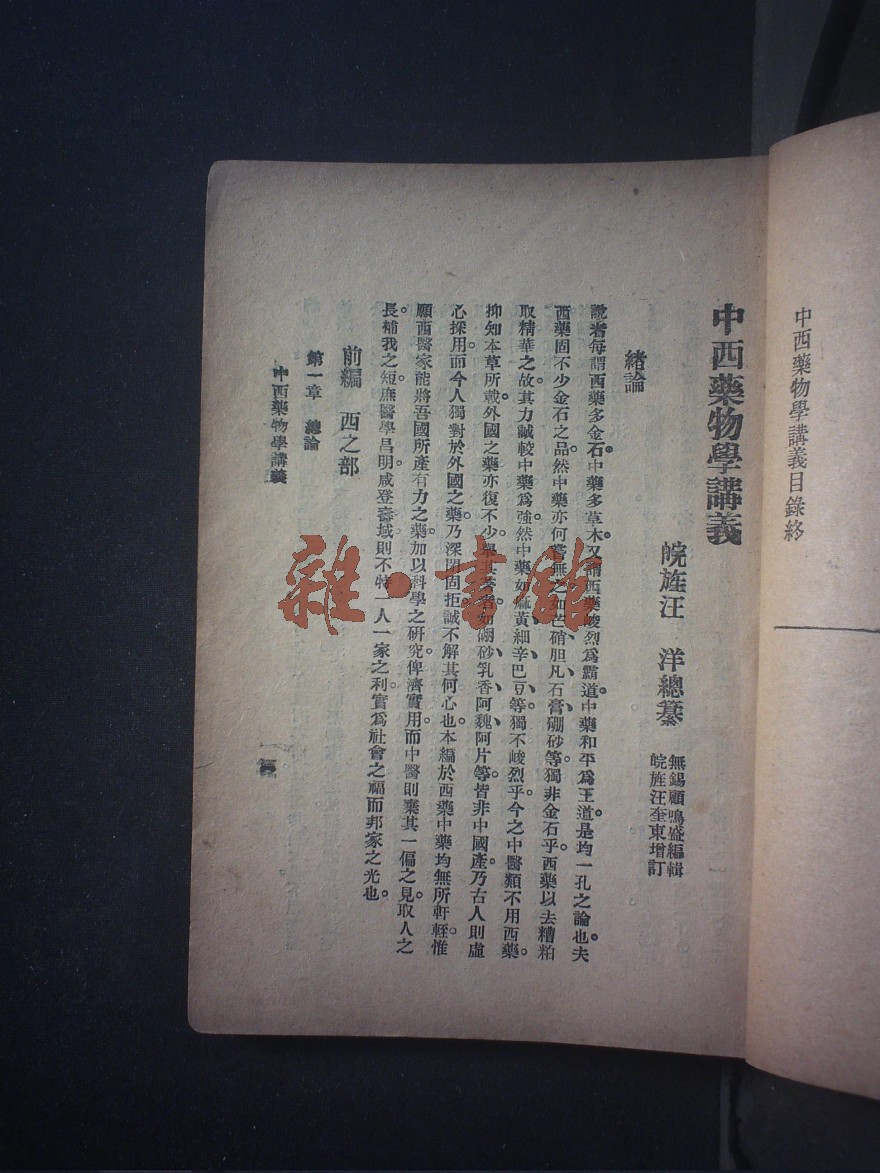 中西藥物學講義目錄終
中西藥物學講義
皖旌汪　洋總纂
無錫顧鳴盛編輯
皖旌汪奎東增訂
緒論
說者每謂西藥多金石。中藥多草木。又謂西藥峻烈爲霸道。中藥和平爲王道。是均一孔之論也。夫
西藥固不少金石之品。然中藥亦何嘗無之。如芒硝、胆凡、石膏、硼砂等。獨非金石乎。西藥以去糟粕
取精華之故。其力誠較中藥爲強。然中藥如麻黃、細辛、巴豆、等。獨不峻烈乎。今之中醫類不用西藥。
抑知本草所載。外國之藥亦復不少。舉其著者。如硼砂、乳香、阿魏、阿片、等。皆非中國產。乃古人則虛
心採用。而今人獨對於外國之藥。乃深閉固拒。誠不解其何心也。本編於西藥中藥均無所軒輊。惟
願西醫家能將吾國所產有力之藥。加以科學之研究。俾濟實用。而中醫則棄其一偏之見。取人之
長。補我之短。庶醫學昌明。咸登壽域。則不特一人一家之利。實爲社會之福。而邦家之光也。
前編　西之部
第一章　總論
中西藥物學講義
一
雜·書館